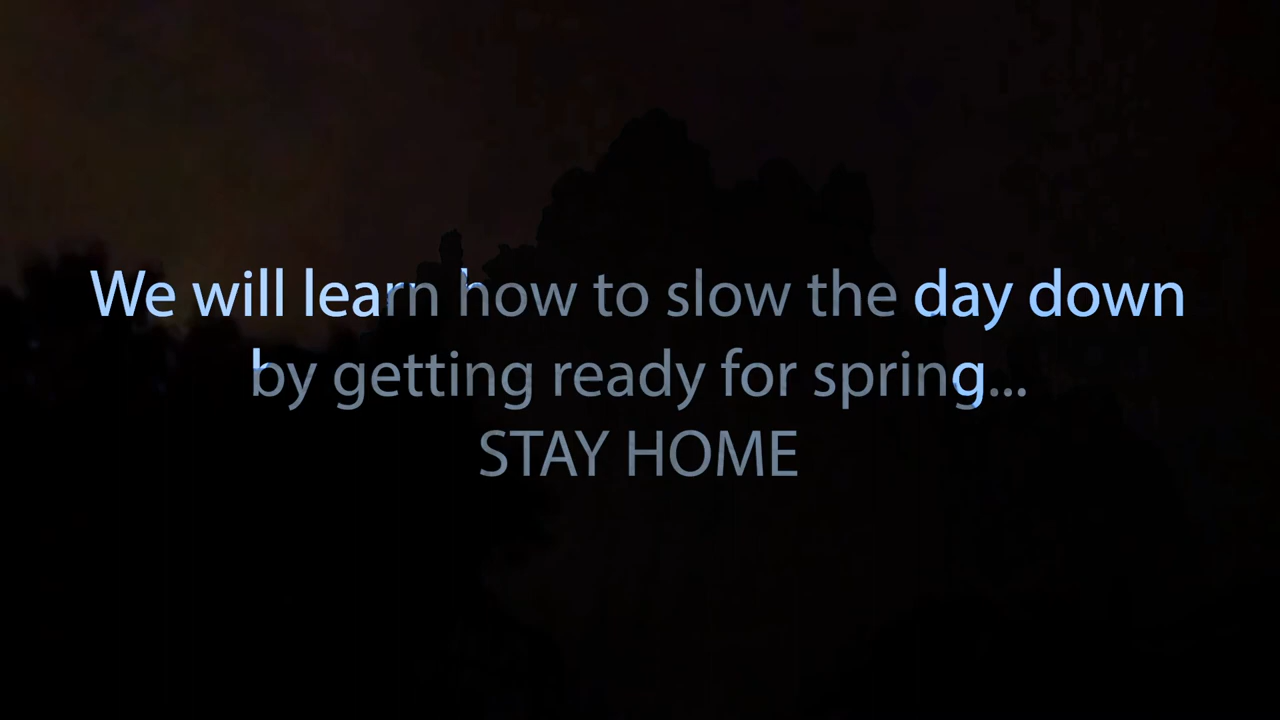 We will learn how to slow the day down
by getting ready for spring...
STAY HOME